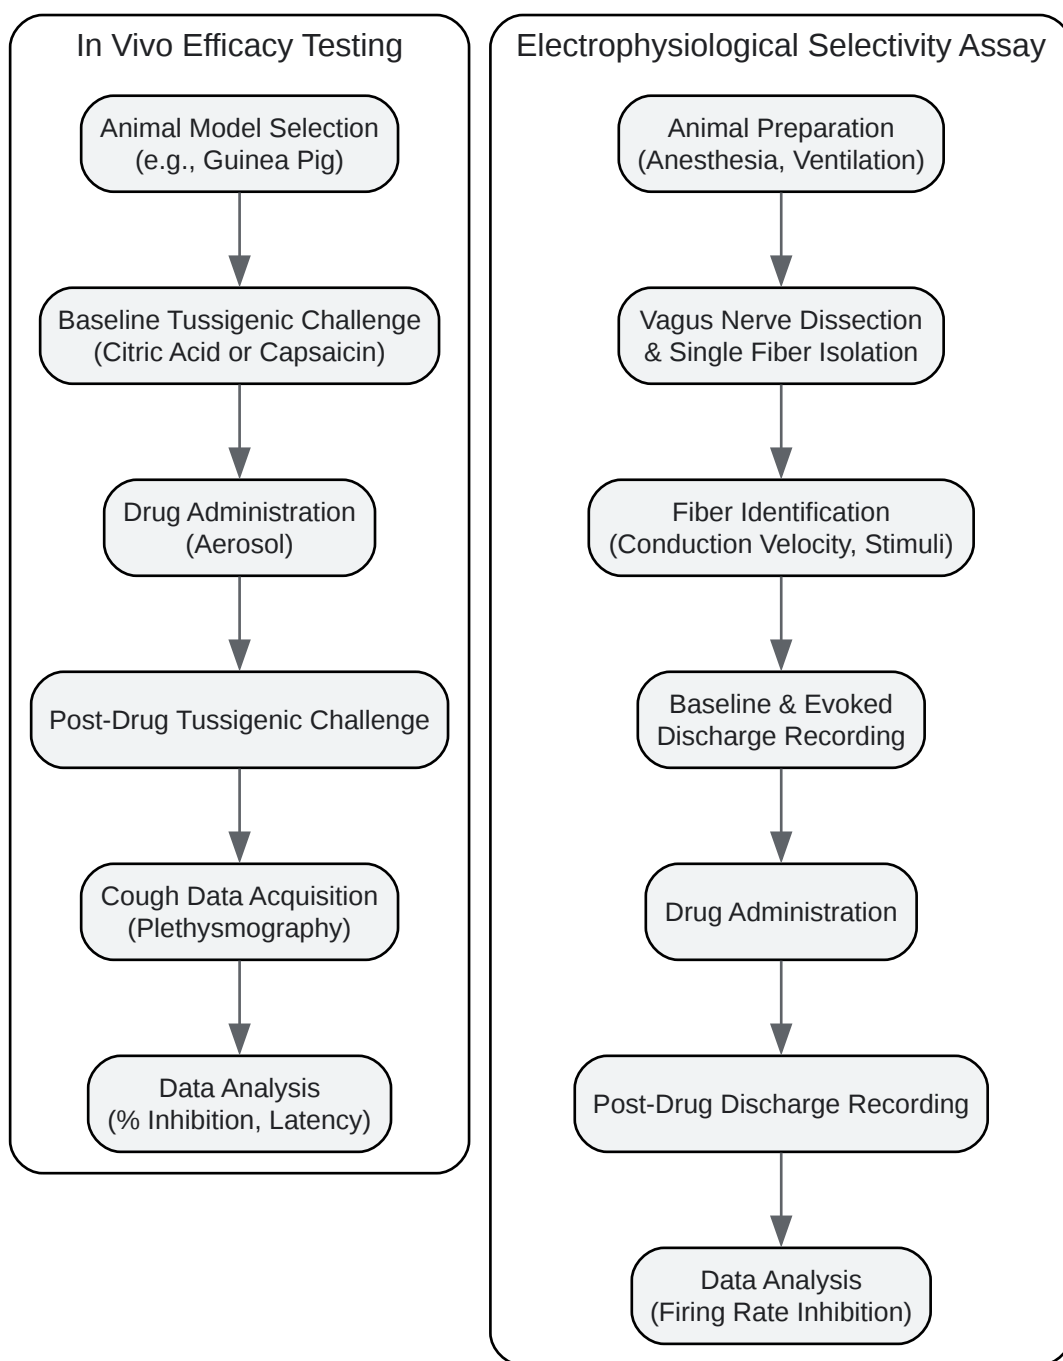 In Vivo Efficacy Testing
Animal Model Selection
(e.g., Guinea Pig)
Baseline Tussigenic Challenge
(Citric Acid or Capsaicin)
Drug Administration
(Aerosol)
Post-Drug Tussigenic Challenge
Cough Data Acquisition
(Plethysmography)
Data Analysis
(% Inhibition, Latency)
Electrophysiological Selectivity Assay
Animal Preparation
(Anesthesia, Ventilation)
Vagus Nerve Dissection
& Single Fiber Isolation
Fiber Identification
(Conduction Velocity, Stimuli)
Baseline & Evoked
Discharge Recording
Drug Administration
Post-Drug Discharge Recording
Data Analysis
(Firing Rate Inhibition)